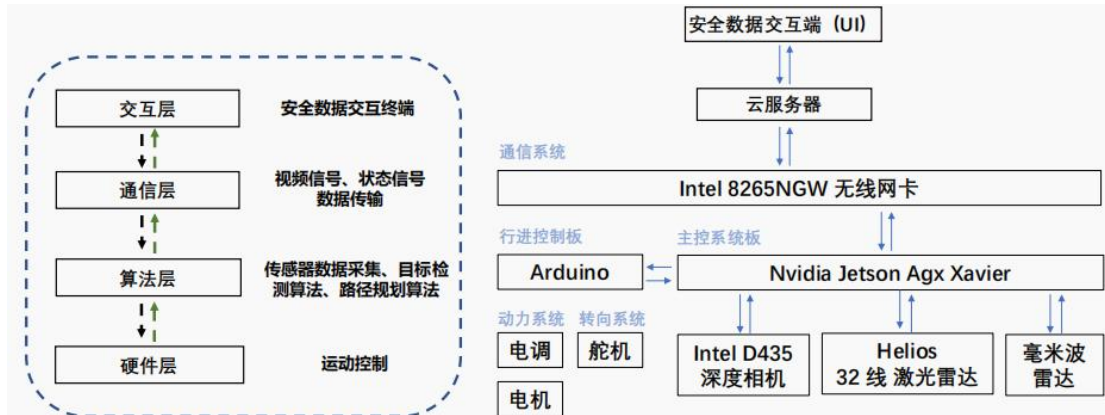 交互层
安全数据交互终端
通信层
视频信号、状态信号
数据传输
算法层
传感器数据采集、目标检
测算法、路径规划算法
硬件层
运动控制
安全数据交互端（UI）
云服务器
通信系统
Intel 8265NGW 无线网卡
行进控制板
主控系统板
Arduino
Nvidia Jetson Agx Xavier
动力系统
转向系统
电调
舵机
电机
Intel D435
深度相机
Helios
32 线 激光雷达
毫米波
雷达